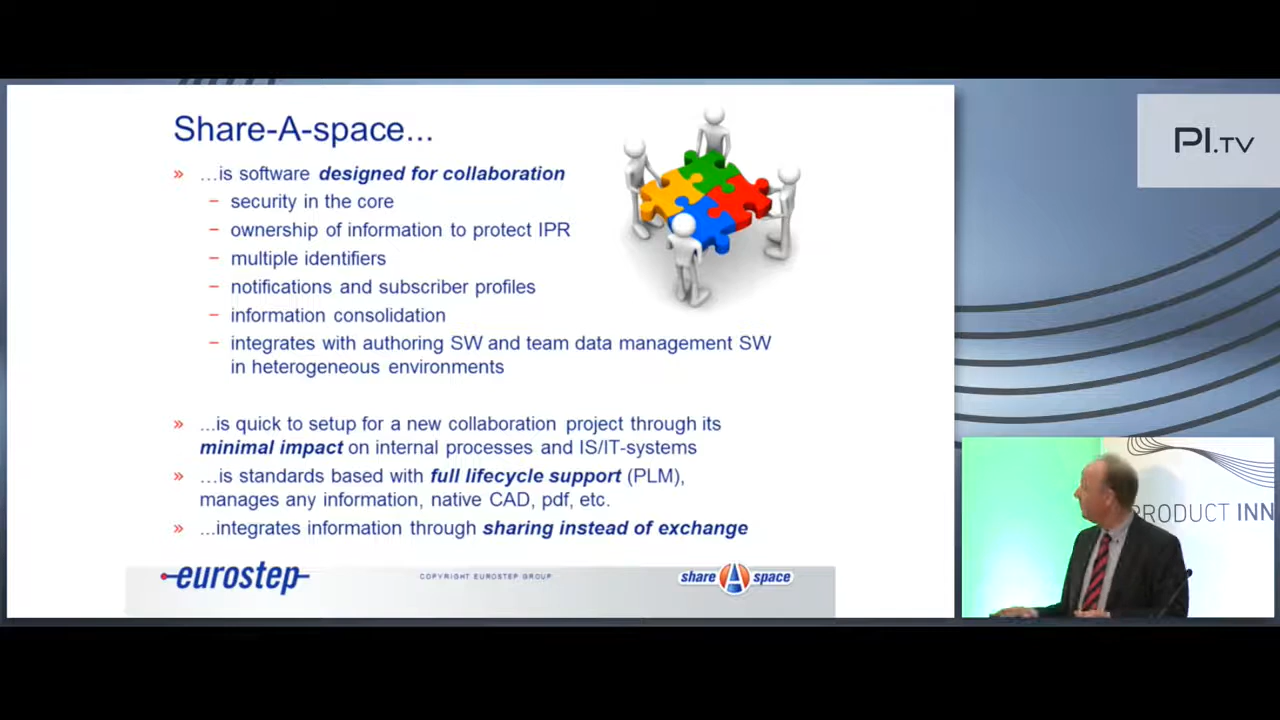 Share-A-space...
» …is software designed for collaboration
– security in the core
– ownership of information to protect IPR
– multiple identifiers
– notifications and subscriber profiles
– information consolidation
– integrates with authoring SW and team data management SW
in heterogeneous environments
» …is quick to setup for a new collaboration project through its
minimal impact on internal processes and IS/IT-systems
» …is standards based with full lifecycle support (PLM),
manages any information, native CAD, pdf, etc.
» …integrates information through sharing instead of exchange
eurostep
COPYRIGHT EUROSTEP GROUP
share A space
PI.TV
PRODUCT INN